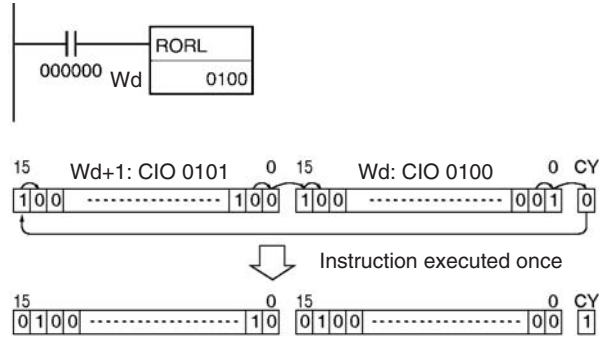 RORL
000000 Wd 0100
15 Wd+1: CIO 0101 0 15 Wd: CIO 0100 0 CY
1 0 0 1 0 0 1 0 0 0 0 1 0
Instruction executed once
15 0 15 0 CY
0 1 0 0 1 0 0 1 0 0 0 0 1